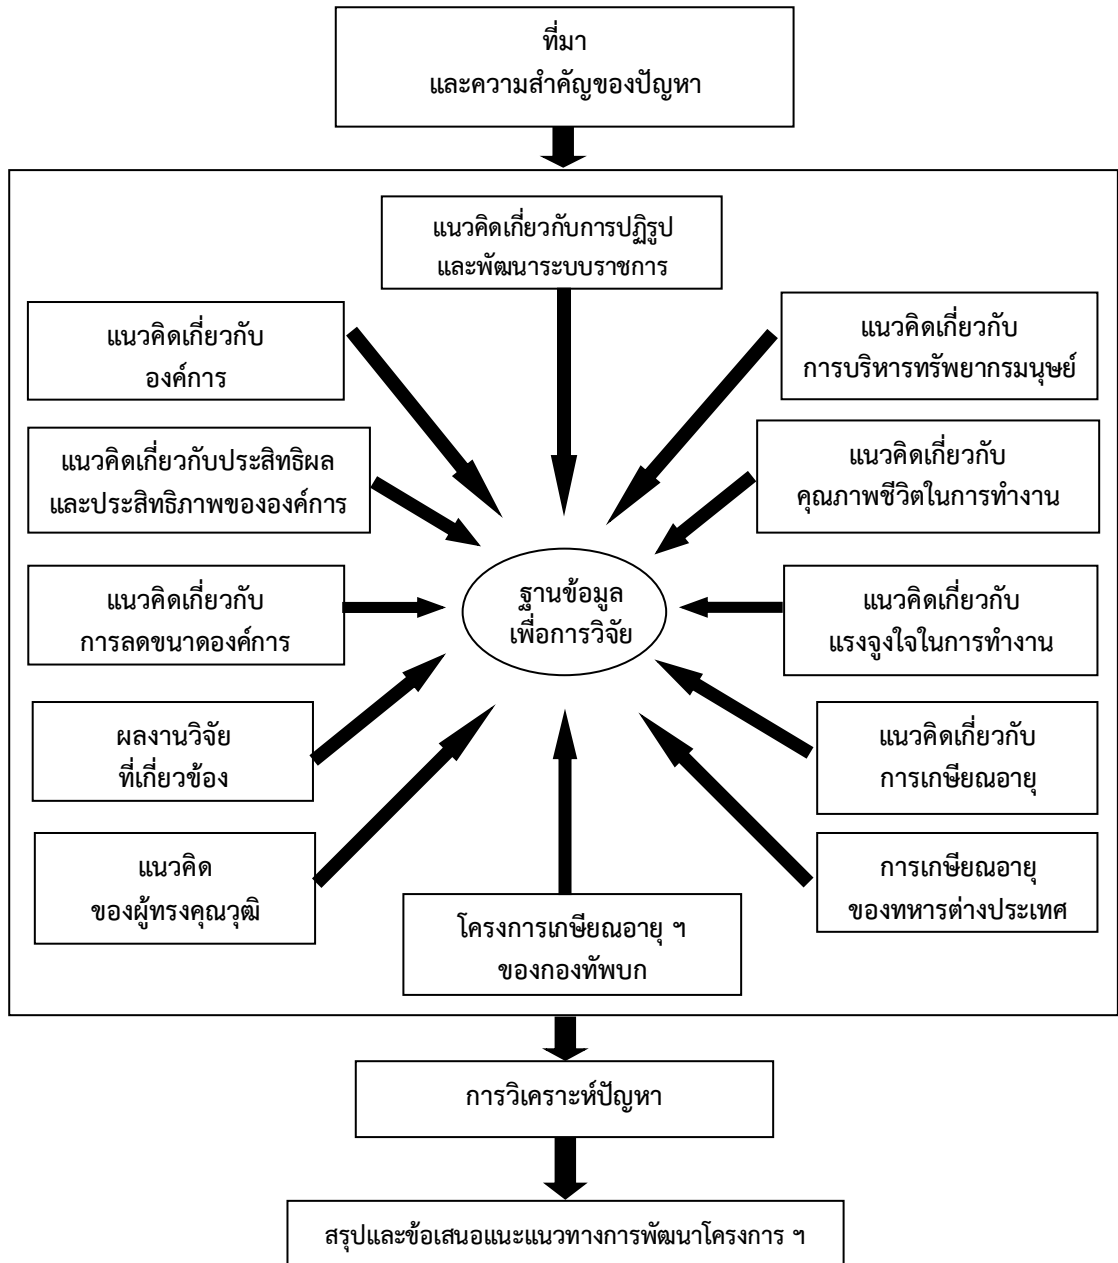 ที่มา
และความสำคัญของปัญหา
แนวคิดเกี่ยวกับการปฏิรูป
และพัฒนาระบบราชการ
แนวคิดเกี่ยวกับ
องค์การ
แนวคิดเกี่ยวกับ
การบริหารทรัพยากรมนุษย์
แนวคิดเกี่ยวกับประสิทธิผล
และประสิทธิภาพขององค์การ
แนวคิดเกี่ยวกับ
คุณภาพชีวิตในการทำงาน
แนวคิดเกี่ยวกับ
การลดขนาดองค์การ
ฐานข้อมูล
เพื่อการวิจัย
แนวคิดเกี่ยวกับ
แรงจูงใจในการทำงาน
ผลงานวิจัย
ที่เกี่ยวข้อง
แนวคิดเกี่ยวกับ
การเกษียณอายุ
แนวคิด
ของผู้ทรงคุณวุฒิ
โครงการเกษียณอายุ ฯ
ของกองทัพบก
การเกษียณอายุ
ของทหารต่างประเทศ
การวิเคราะห์ปัญหา
สรุปและข้อเสนอแนะแนวทางการพัฒนาโครงการ ฯ